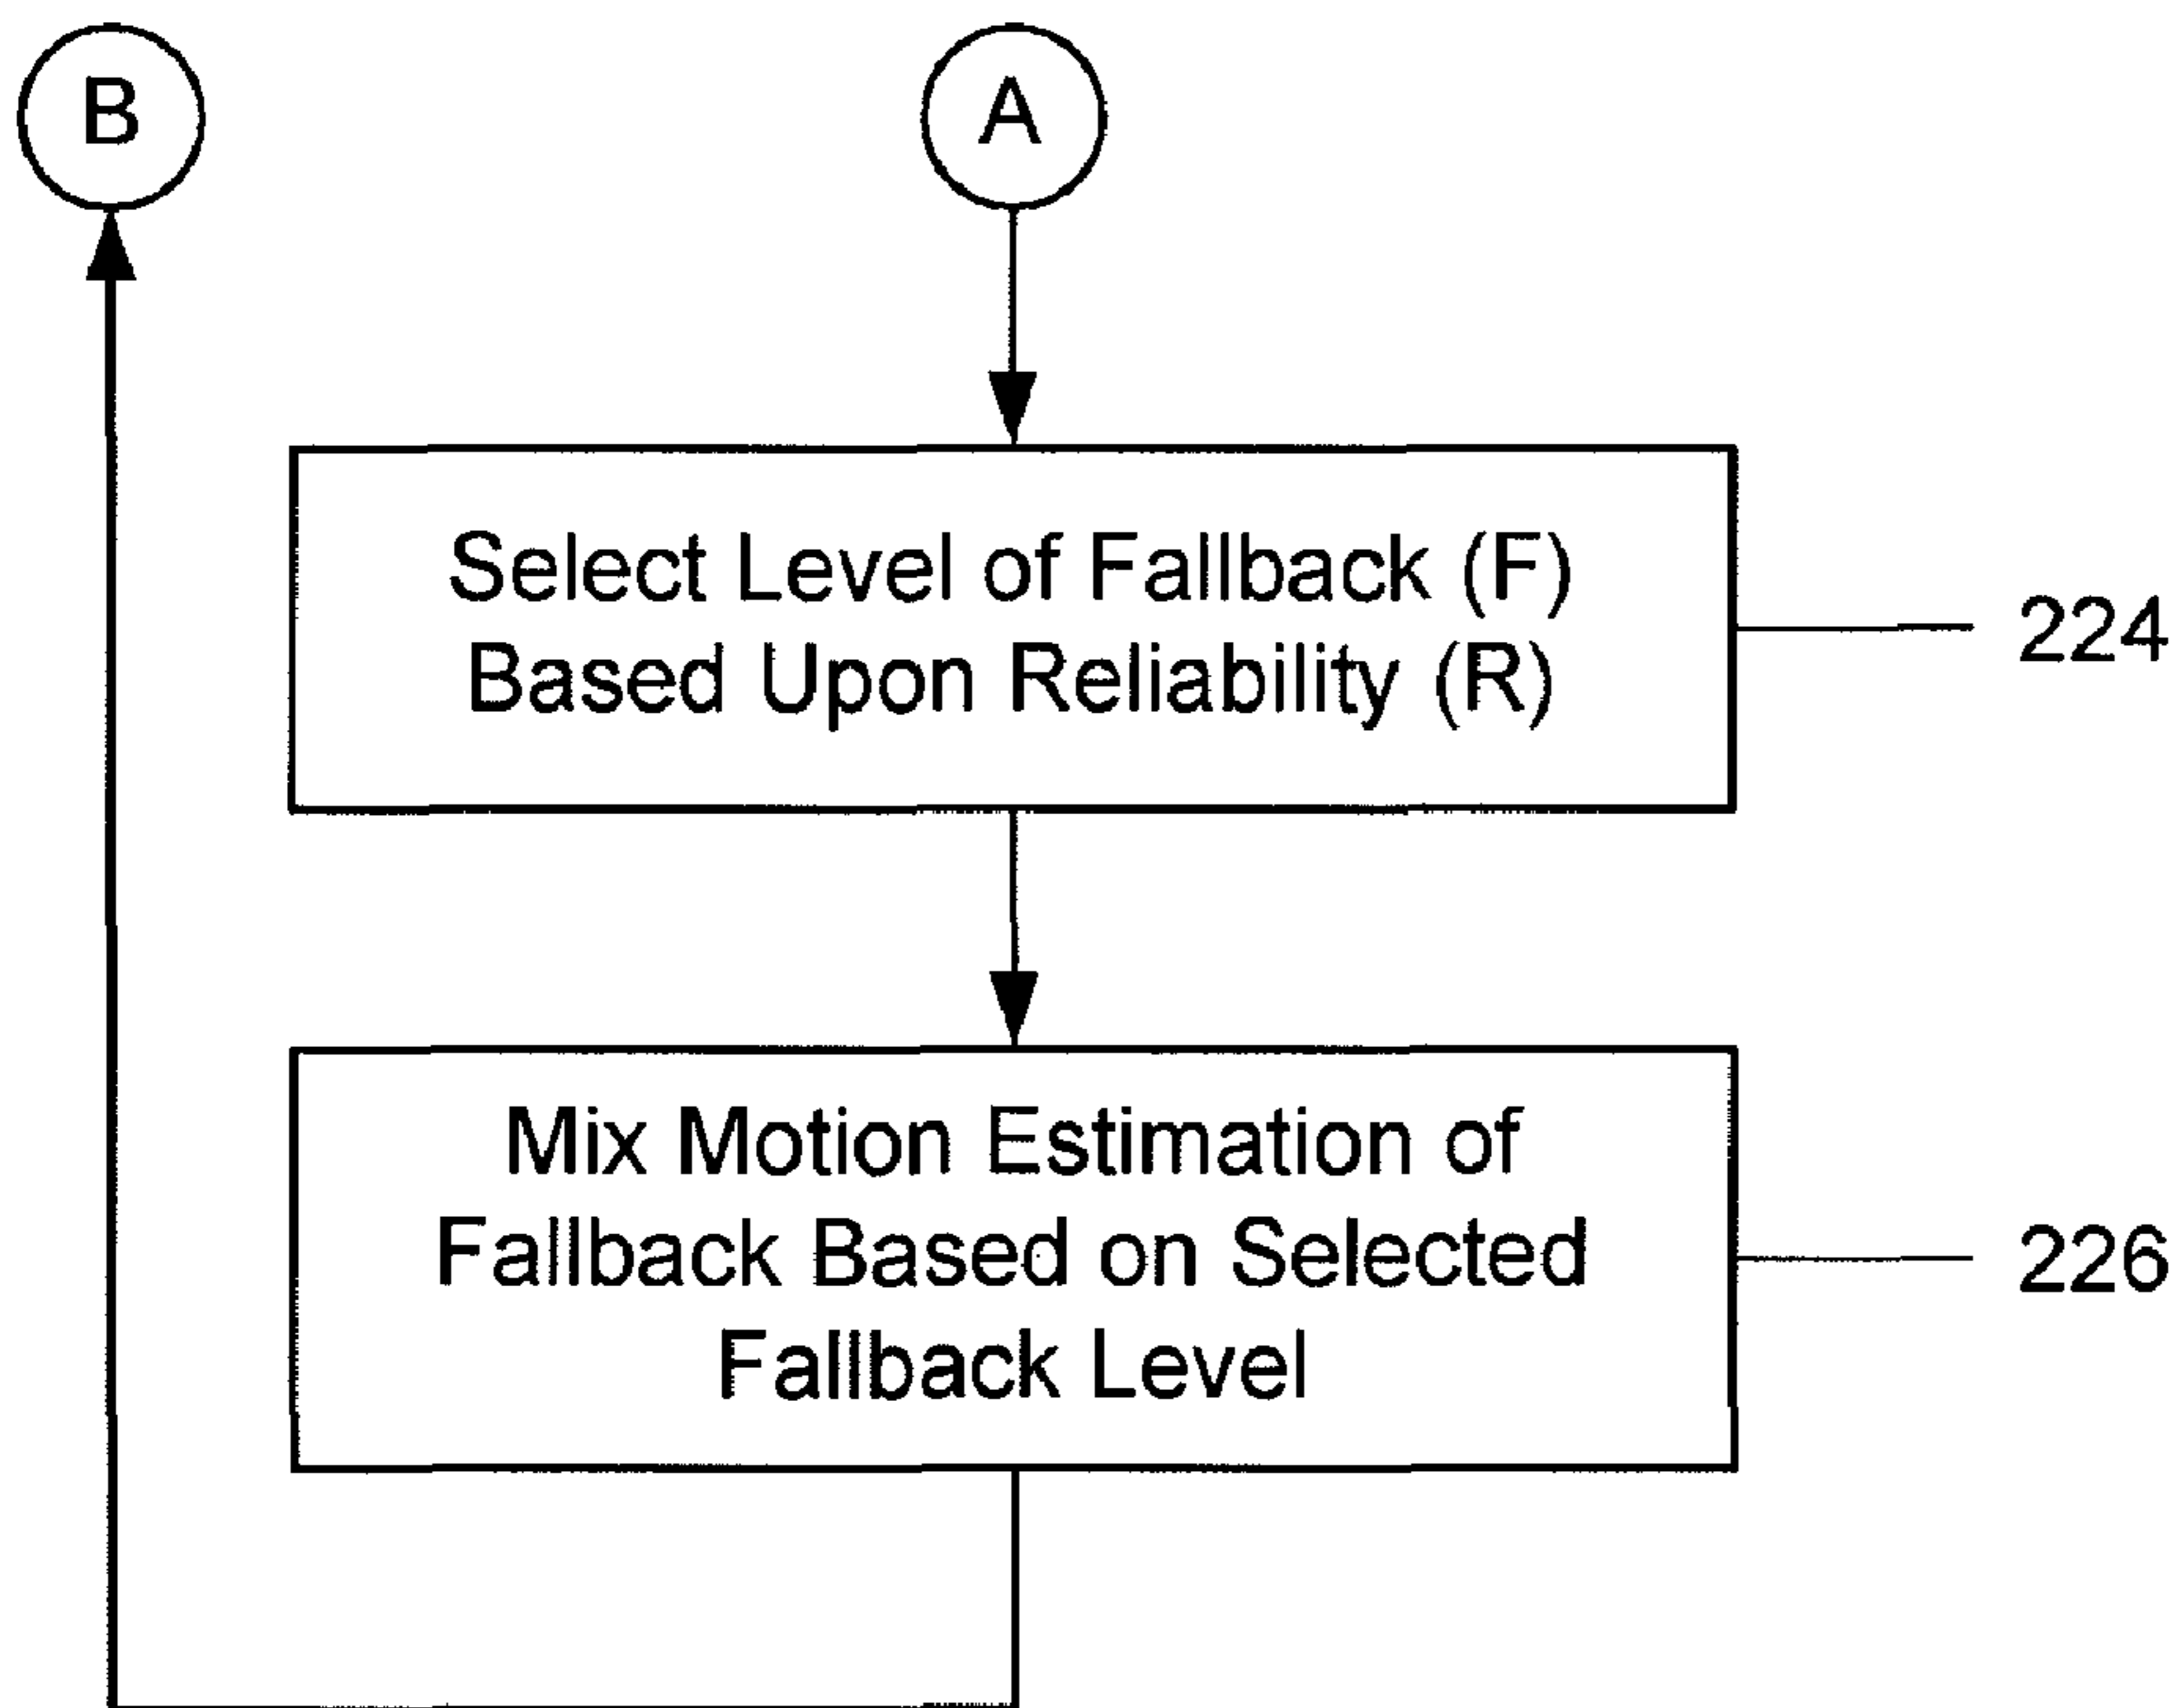 B
A
Select Level of Fallback (F)
Based Upon Reliability (R)
224
Mix Motion Estimation of
Fallback Based on Selected
Fallback Level
226